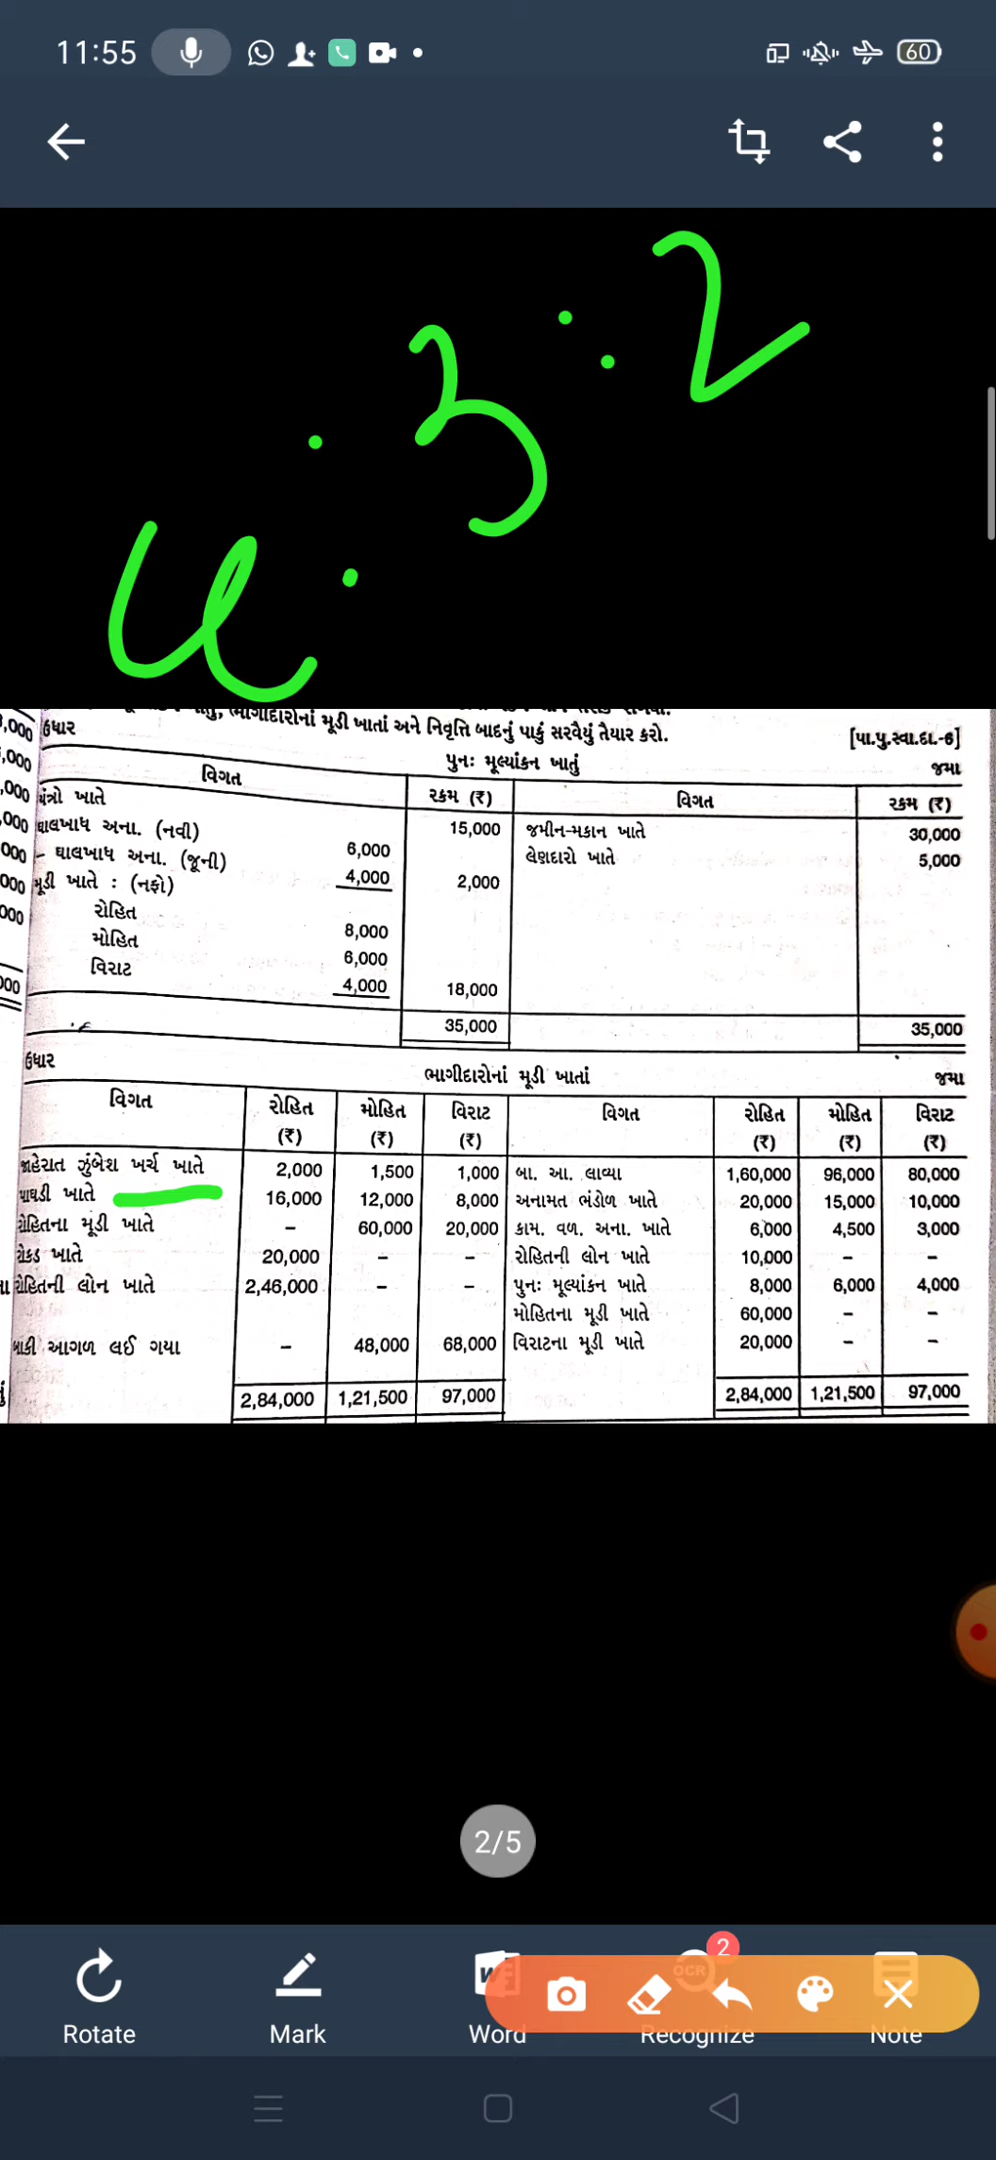 11:55
60
4 : 3 : 2
ભાગીદારોનાં મૂડી ખાતાં અને નિવૃત્તિ બાદનું પાકું સરવૈયું તૈયાર કરો.
[પા.પુ.સ્વા.દા.-6]
ઉધાર પુનઃ મૂલ્યાંકન ખાતું જમા
વિગત રકમ (₹) વિગત રકમ (₹)
યંત્રો ખાતે 15,000 જમીન-મકાન ખાતે 30,000
ઘાલખાધ અના. (નવી) 6,000 લેણદારો ખાતે 5,000
– ઘાલખાધ અના. (જૂની) 4,000 2,000
મૂડી ખાતે : (નફો)
રોહિત 8,000
મોહિત 6,000
વિરાટ 4,000 18,000
35,000 35,000
ઉધાર ભાગીદારોનાં મૂડી ખાતાં જમા
વિગત રોહિત (₹) મોહિત (₹) વિરાટ (₹) વિગત રોહિત (₹) મોહિત (₹) વિરાટ (₹)
જાહેરાત ઝુંબેશ ખર્ચ ખાતે 2,000 1,500 1,000 બા. આ. લાવ્યા 1,60,000 96,000 80,000
પાઘડી ખાતે 16,000 12,000 8,000 અનામત ભંડોળ ખાતે 20,000 15,000 10,000
રોહિતના મૂડી ખાતે – 60,000 20,000 કામ. વળ. અના. ખાતે 6,000 4,500 3,000
રોકડ ખાતે 20,000 – – રોહિતની લોન ખાતે 10,000 – –
રોહિતની લોન ખાતે 2,46,000 – – પુનઃ મૂલ્યાંકન ખાતે 8,000 6,000 4,000
મોહિતના મૂડી ખાતે 60,000 – –
બાકી આગળ લઈ ગયા – 48,000 68,000 વિરાટના મૂડી ખાતે 20,000 – –
2,84,000 1,21,500 97,000 2,84,000 1,21,500 97,000
2/5
2
OCR
Rotate Mark Word Recognize Note